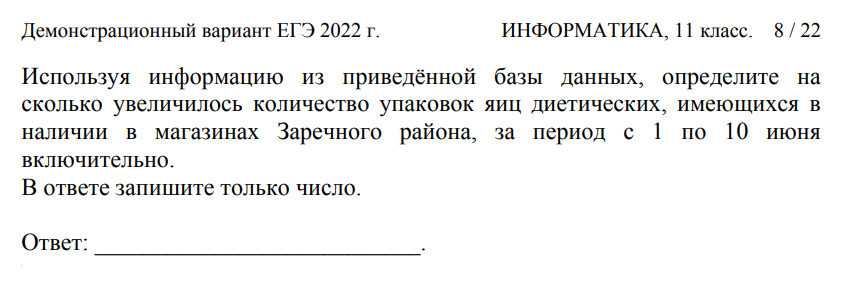 Демонстрационный вариант ЕГЭ 2022 г. ИНФОРМАТИКА, 11 класс. 8 / 22
Используя информацию из приведённой базы данных, определите на
сколько увеличилось количество упаковок яиц диетических, имеющихся в
наличии в магазинах Заречного района, за период с 1 по 10 июня
включительно.
В ответе запишите только число.
Ответ: ___________________________.